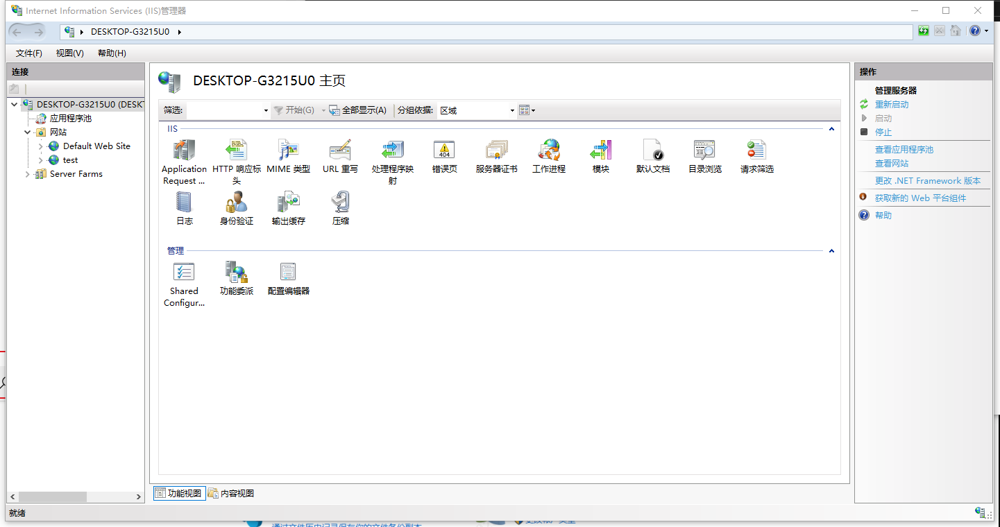 Internet Information Services (IIS)管理器
DESKTOP-G3215U0
文件(F) 视图(V) 帮助(H)
连接
DESKTOP-G3215U0 (DESKT
应用程序池
网站
Default Web Site
test
Server Farms
DESKTOP-G3215U0 主页
筛选: 开始(G) 全部显示(A) 分组依据: 区域
IIS
Application Request ...
HTTP 响应标头
MIME 类型
URL 重写
处理程序映射
404
错误页
服务器证书
工作进程
模块
默认文档
目录浏览
请求筛选
日志
身份验证
输出缓存
压缩
管理
Shared Configur...
功能委派
配置编辑器
功能视图 内容视图
操作
管理服务器
重新启动
启动
停止
查看应用程序池
查看网站
更改 .NET Framework 版本
获取新的 Web 平台组件
帮助
就绪